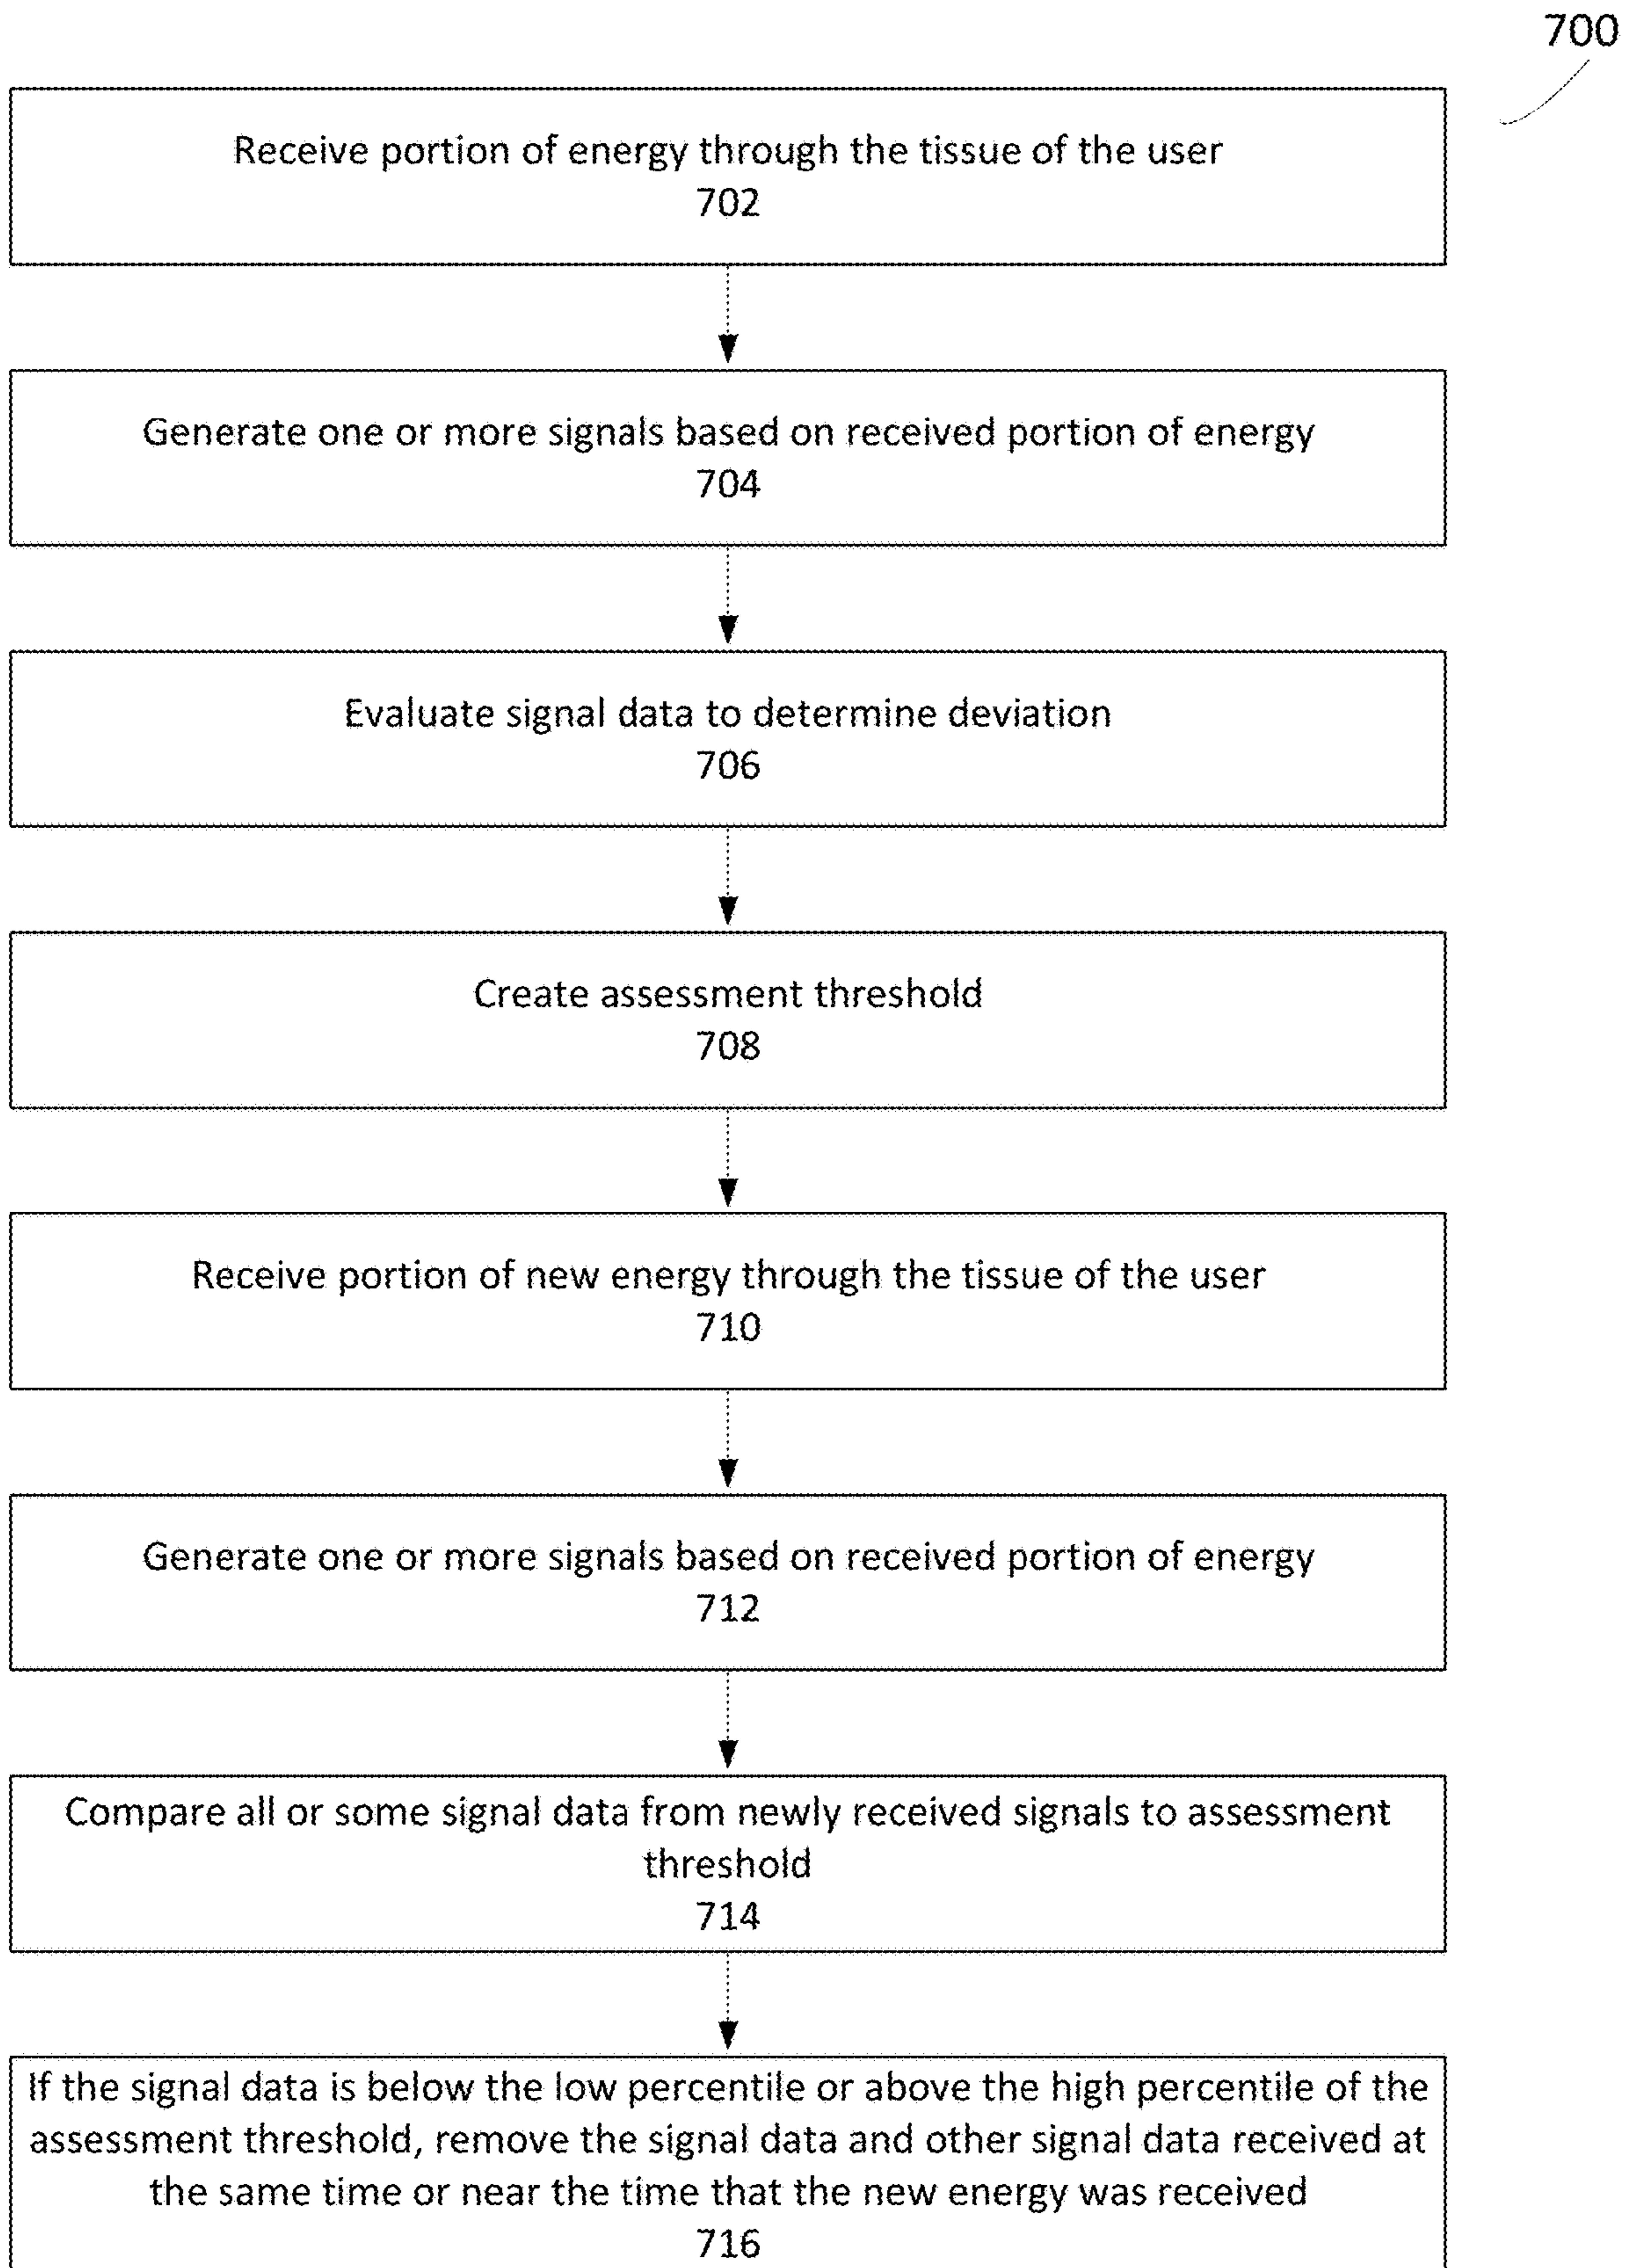 700
Receive portion of energy through the tissue of the user
702
Generate one or more signals based on received portion of energy
704
Evaluate signal data to determine deviation
706
Create assessment threshold
708
Receive portion of new energy through the tissue of the user
710
Generate one or more signals based on received portion of energy
712
Compare all or some signal data from newly received signals to assessment
threshold
714
If the signal data is below the low percentile or above the high percentile of the
assessment threshold, remove the signal data and other signal data received at
the same time or near the time that the new energy was received
716